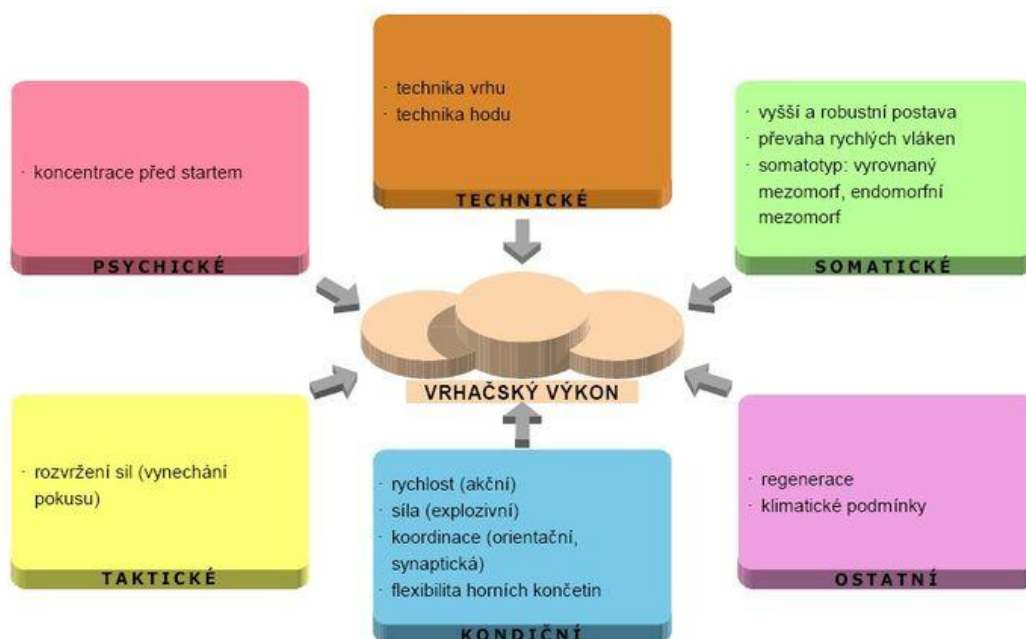 · technika vrhu
· technika hodu
TECHNICKÉ
· koncentrace před startem
PSYCHICKÉ
· vyšší a robustní postava
· převaha rychlých vláken
· somatotyp: vyrovnaný
mezomorf, endomorfní
mezomorf
SOMATICKÉ
VRHAČSKÝ VÝKON
· rozvržení sil (vynechání
pokusu)
TAKTICKÉ
· rychlost (akční)
· síla (explozivní)
· koordinace (orientační,
synaptická)
· flexibilita horních končetin
KONDIČNÍ
· regenerace
· klimatické podmínky
OSTATNÍ